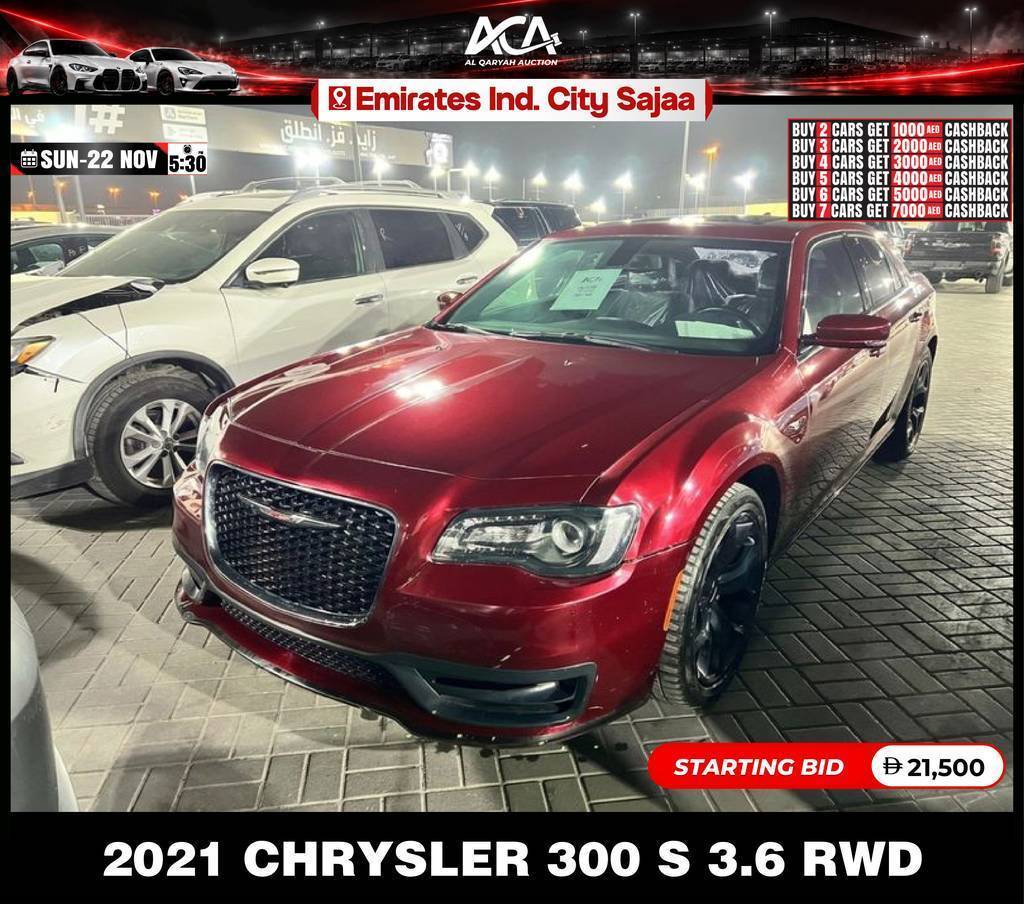 ACA
AL QARYAH AUCTION
Emirates Ind. City Sajaa
SUN-22 NOV 5:30
BUY 2 CARS GET 1000 AED CASHBACK
BUY 3 CARS GET 2000 AED CASHBACK
BUY 4 CARS GET 3000 AED CASHBACK
BUY 5 CARS GET 4000 AED CASHBACK
BUY 6 CARS GET 5000 AED CASHBACK
BUY 7 CARS GET 7000 AED CASHBACK
زايد. فز. انطلق
ACA
STARTING BID 21,500
2021 CHRYSLER 300 S 3.6 RWD